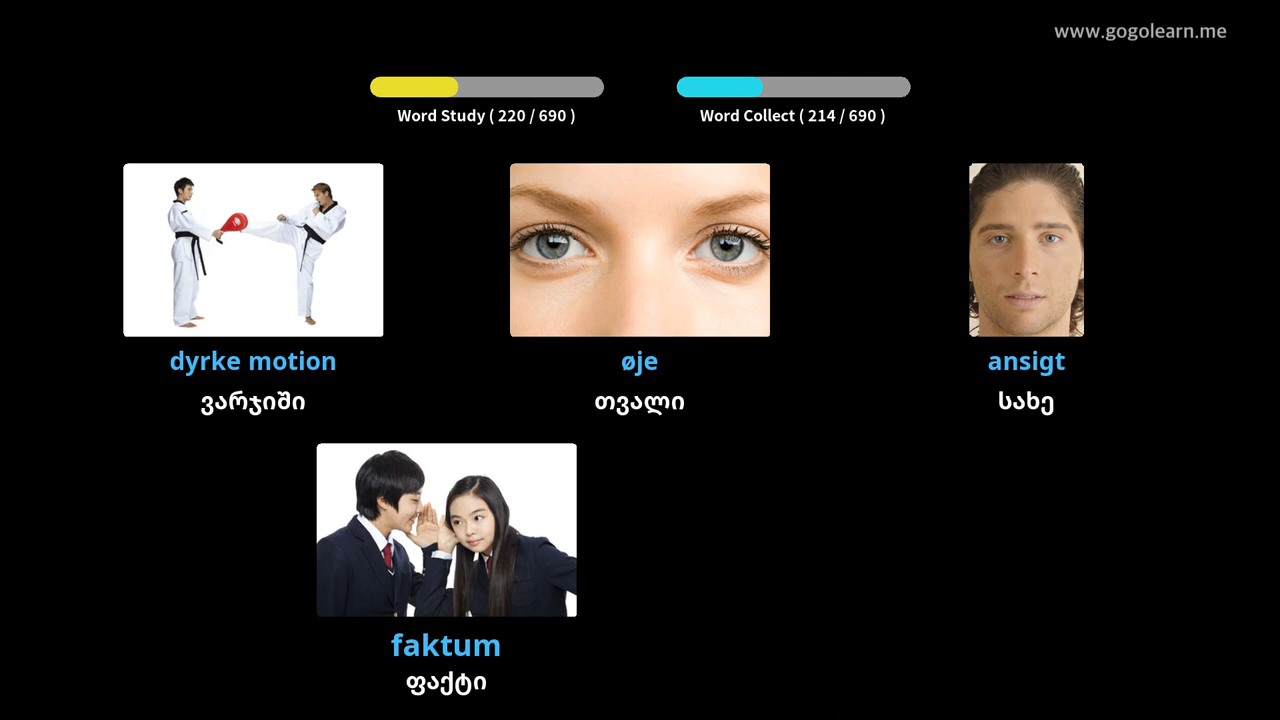 www.gogolearn.me
Word Study ( 220 / 690 )
Word Collect ( 214 / 690 )
dyrke motion
øje
ansigt
ვარჯიში
თვალი
სახე
faktum
ფაქტი